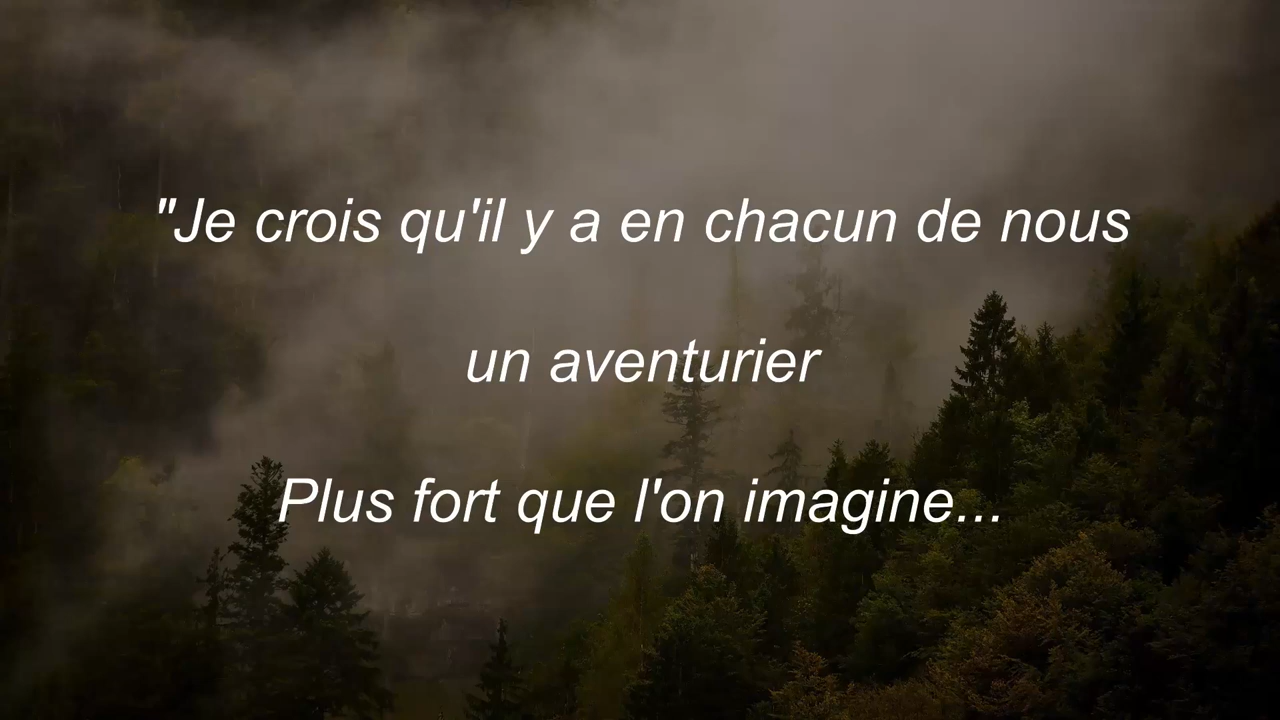 "Je crois qu'il y a en chacun de nous
un aventurier
Plus fort que l'on imagine...